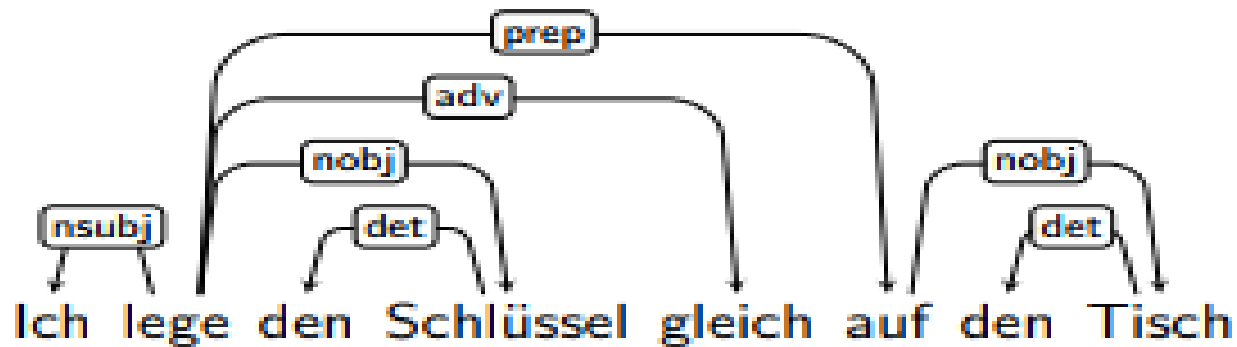 prep
adv
nobj nobj
nsubj det det
Ich lege den Schlüssel gleich auf den Tisch